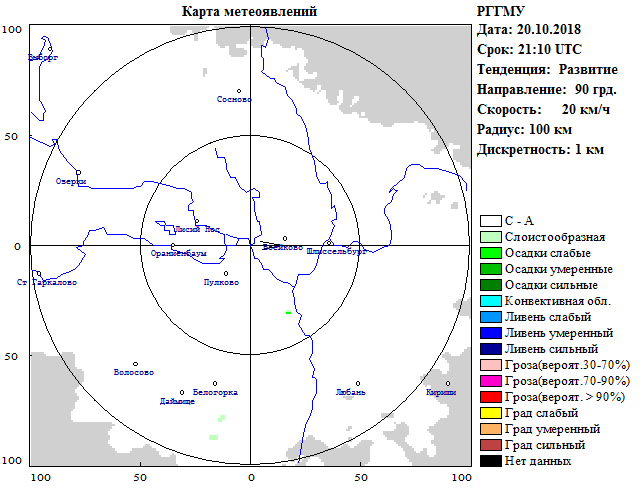 Карта метеоявлений
РГГМУ
Дата: 20.10.2018
Срок: 21:10 UTC
Тенденция: Развитие
Направление: 90 грд.
Скорость: 20 км/ч
Радиус: 100 км
Дискретность: 1 км
100
50
0
50
100
100
50
0
50
100
Выборг
Сосново
Озерки
Лисий Нос
Ораниенбаум
Шлиссельбург
Ст Гаркалово
Пулково
Волосово
Белогорка
Любань
Кириши
С - А
Слоистообразная
Осадки слабые
Осадки умеренные
Осадки сильные
Конвективная обл.
Ливень слабый
Ливень умеренный
Ливень сильный
Гроза(вероят.30-70%)
Гроза(вероят.70-90%)
Гроза(вероят. > 90%)
Град слабый
Град умеренный
Град сильный
Нет данных